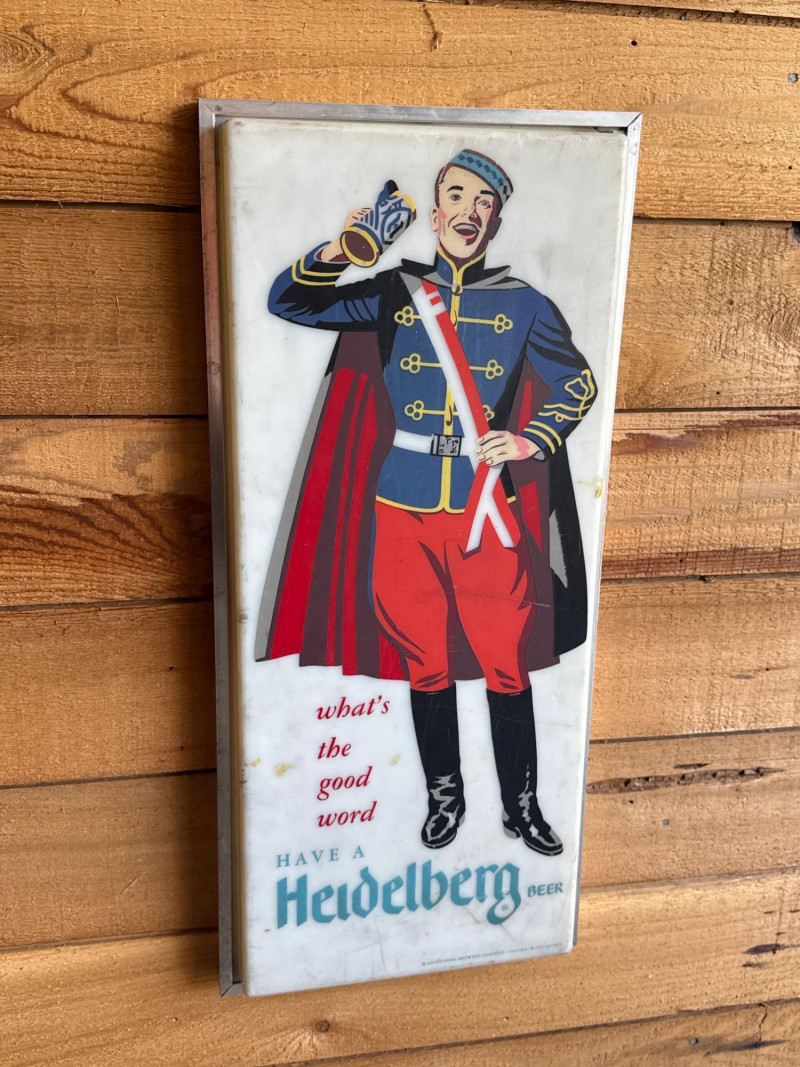 what's
the
good
word
HAVE A
Heidelberg BEER